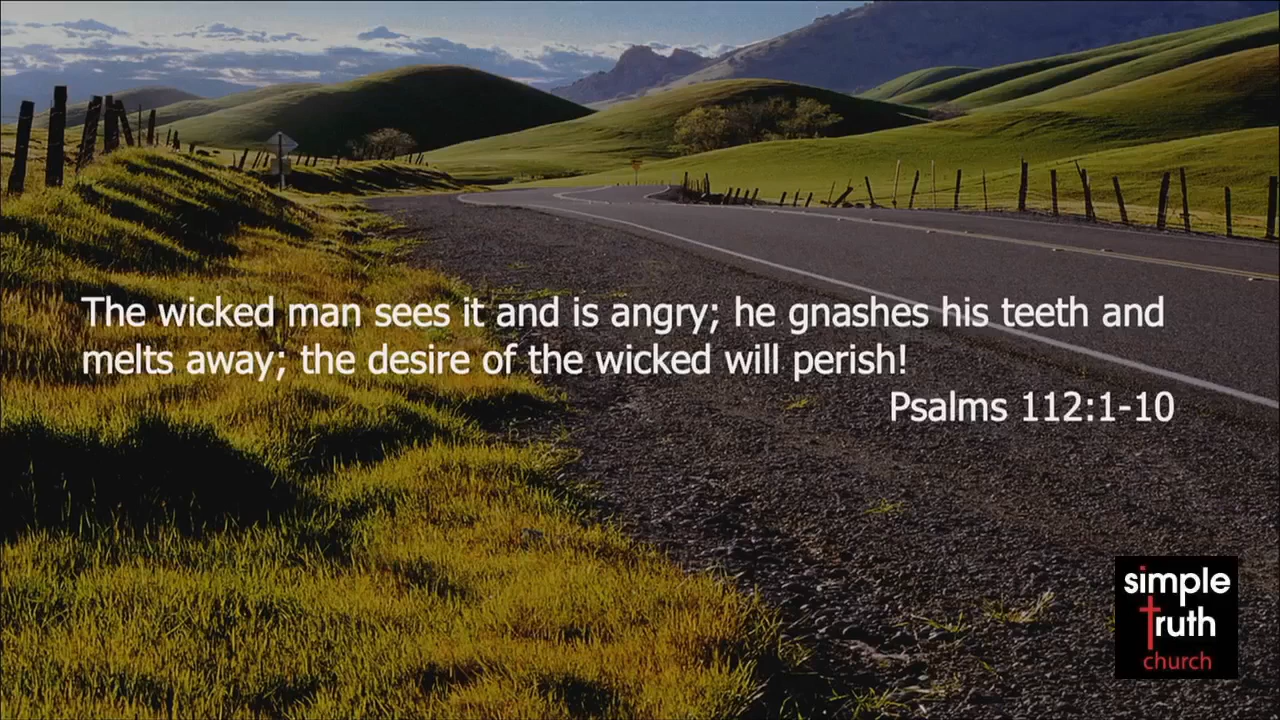 The wicked man sees it and is angry; he gnashes his teeth and
melts away; the desire of the wicked will perish!
Psalms 112:1-10
simple
truth
church